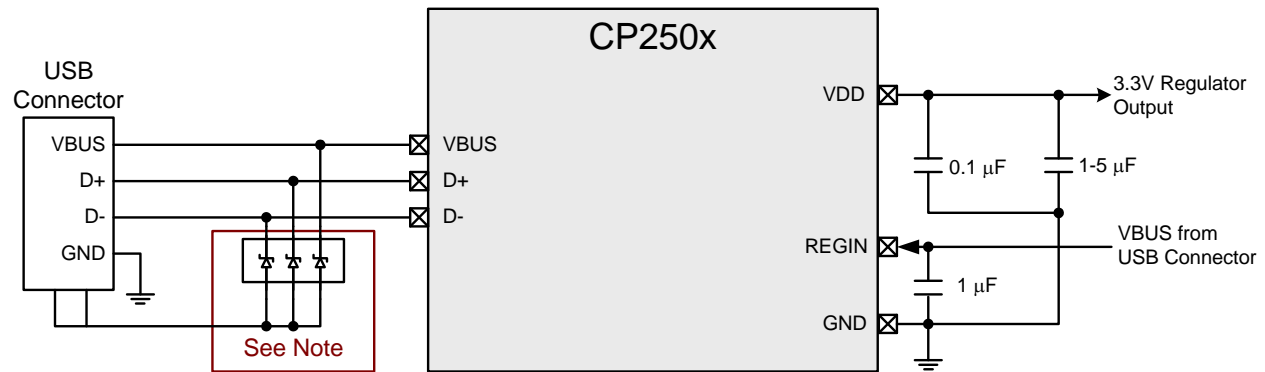 CP250x
USB
Connector
VBUS
D+
D-
GND
See Note
VBUS
D+
D-
VDD
REGIN
GND
3.3V Regulator
Output
0.1 μF
1-5 μF
VBUS from
USB Connector
1 μF